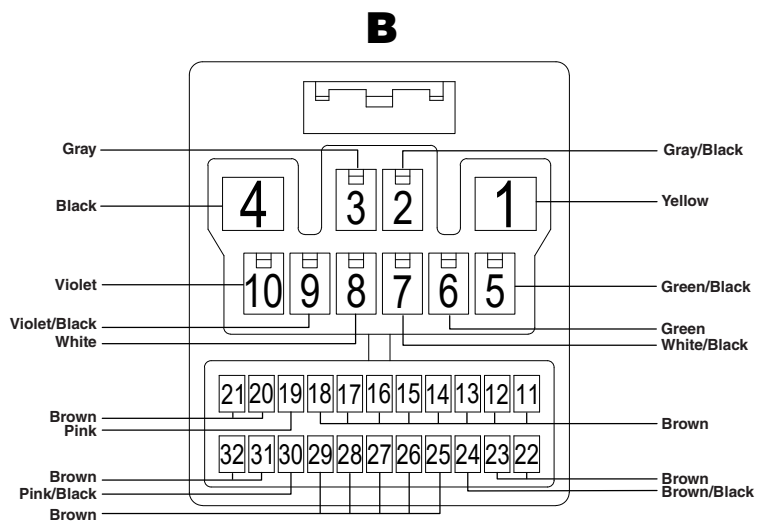 B
Gray
Gray/Black
3 2
4 1
Black
Yellow
10 9 8 7 6 5
Violet
Green/Black
Violet/Black
Green
White
White/Black
21 20 19 18 17 16 15 14 13 12 11
Brown
Brown
Pink
32 31 30 29 28 27 26 25 24 23 22
Brown
Brown
Pink/Black
Brown/Black
Brown